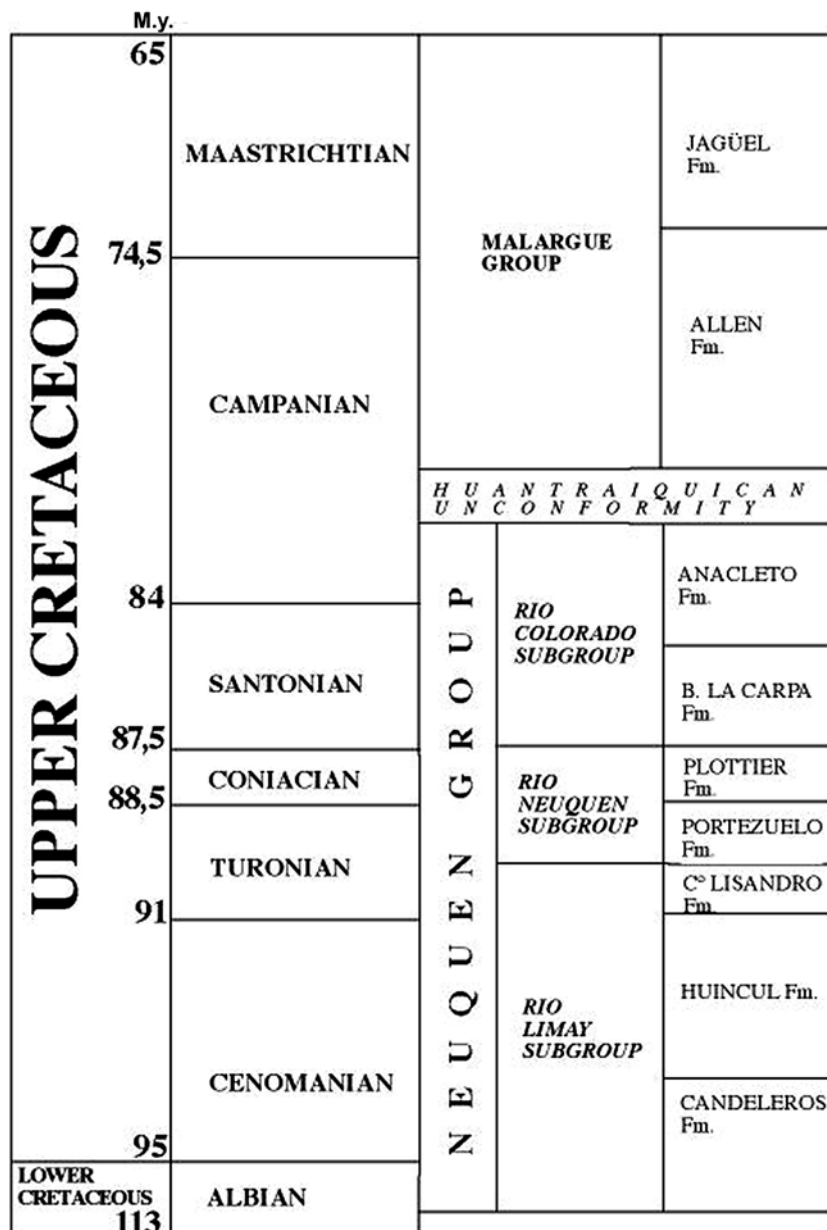 M.y.
65
MAASTRICHTIAN
JAGÜEL
Fm.
UPPER CRETACEOUS
MALARGUE
GROUP
74,5
ALLEN
Fm.
CAMPANIAN
HUANTRAIQUICAN
UNCONFORMITY
NEUQUEN GROUP
ANACLETO
Fm.
84
RIO
COLORADO
SUBGROUP
SANTONIAN
B. LA CARPA
Fm.
87,5
CONIACIAN
PLOTTIER
Fm.
88,5
RIO
NEUQUEN
SUBGROUP
PORTEZUELO
Fm.
TURONIAN
Cº LISANDRO
Fm.
91
HUINCUL Fm.
RIO
LIMAY
SUBGROUP
CENOMANIAN
CANDELEROS
Fm.
95
LOWER
CRETACEOUS
ALBIAN
113